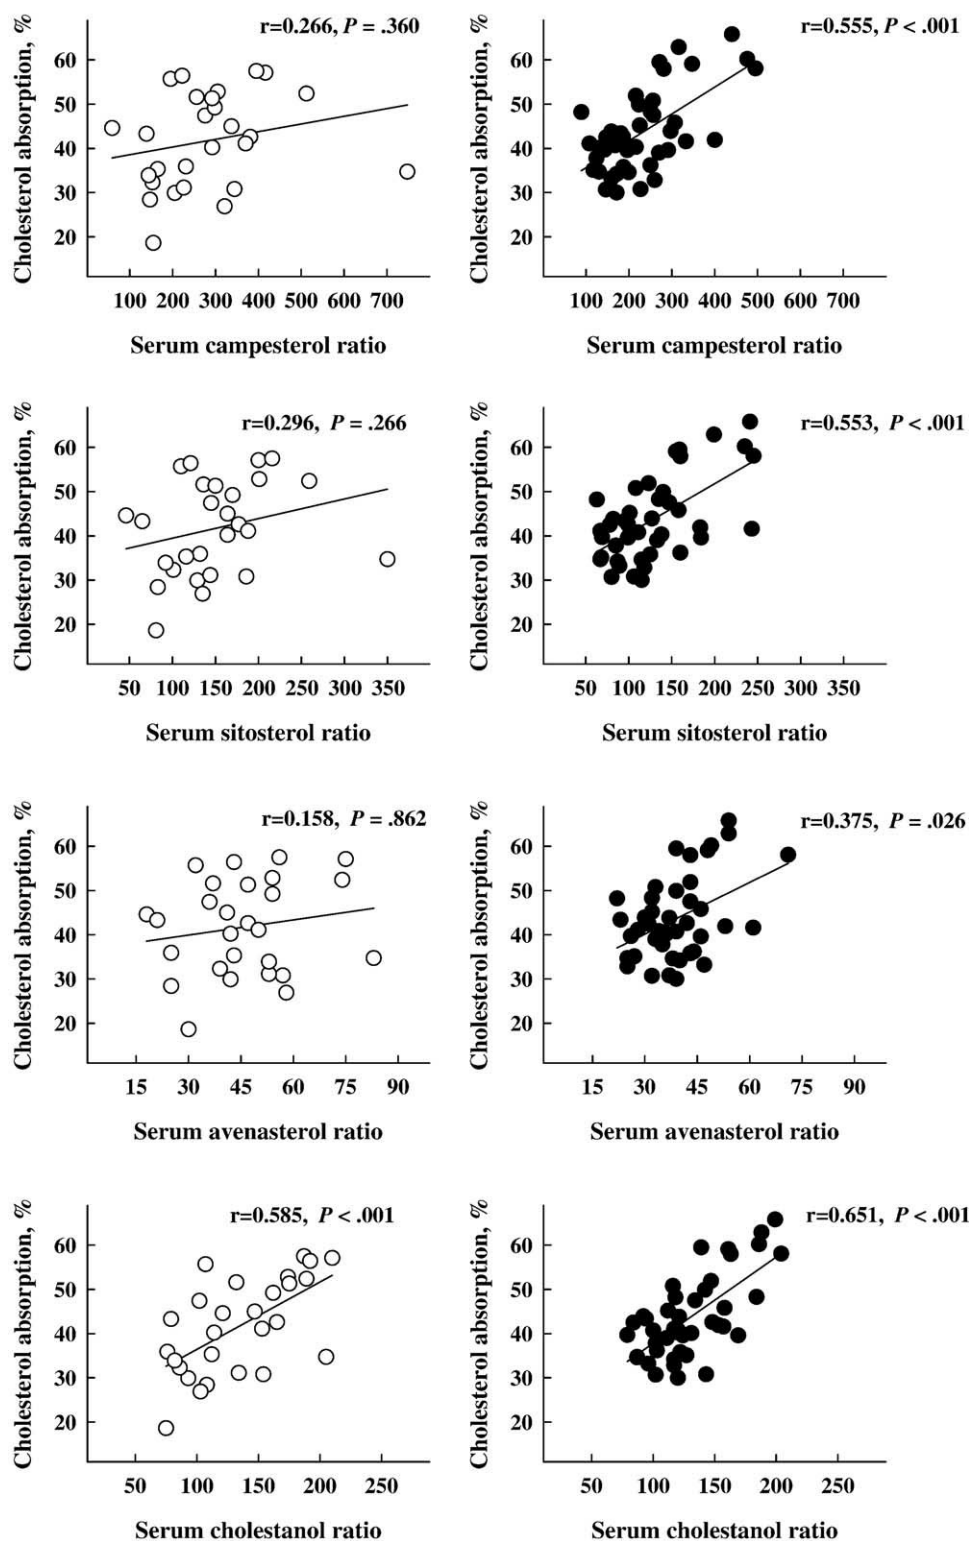 r=0.266, P = .360
Cholesterol absorption, %
60
50
40
30
20
100 200 300 400 500 600 700
Serum campesterol ratio
r=0.555, P < .001
Cholesterol absorption, %
60
50
40
30
20
100 200 300 400 500 600 700
Serum campesterol ratio
r=0.296, P = .266
Cholesterol absorption, %
60
50
40
30
20
50 100 150 200 250 300 350
Serum sitosterol ratio
r=0.553, P < .001
Cholesterol absorption, %
60
50
40
30
20
50 100 150 200 250 300 350
Serum sitosterol ratio
r=0.158, P = .862
Cholesterol absorption, %
60
50
40
30
20
15 30 45 60 75 90
Serum avenasterol ratio
r=0.375, P = .026
Cholesterol absorption, %
60
50
40
30
20
15 30 45 60 75 90
Serum avenasterol ratio
r=0.585, P < .001
Cholesterol absorption, %
60
50
40
30
20
50 100 150 200 250
Serum cholestanol ratio
r=0.651, P < .001
Cholesterol absorption, %
60
50
40
30
20
50 100 150 200 250
Serum cholestanol ratio